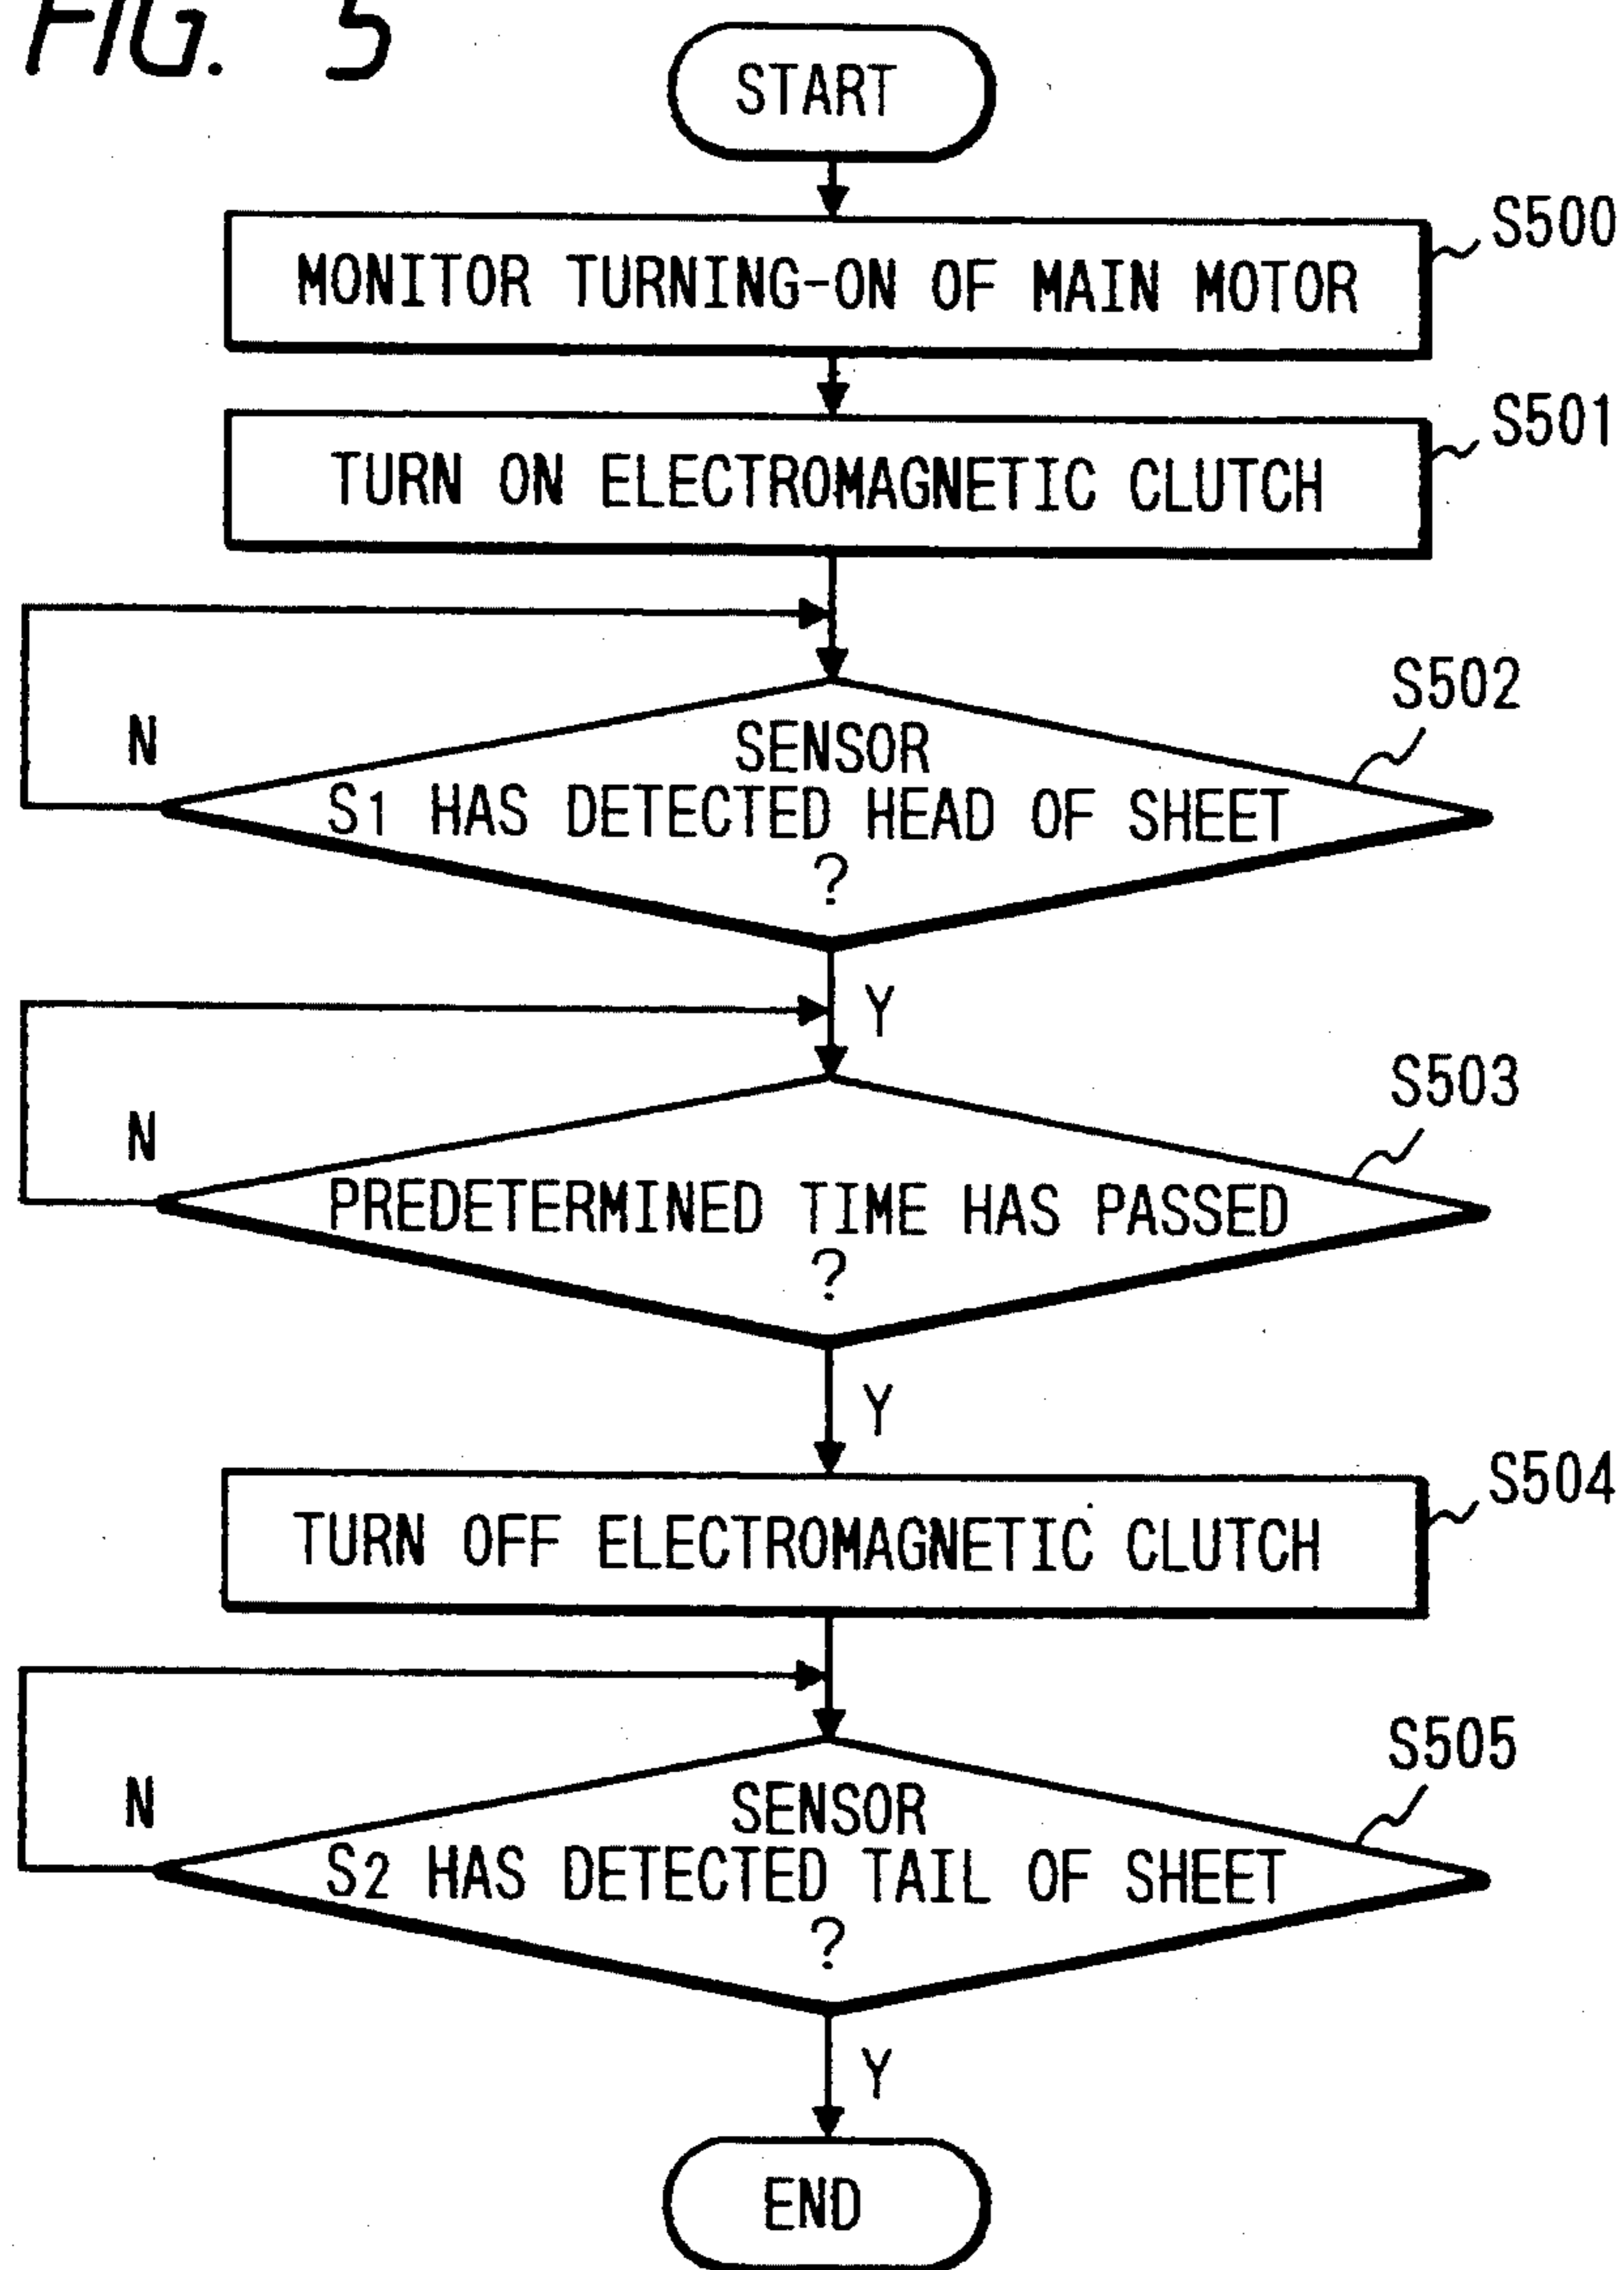 FIG. 5
START
MONITOR TURNING-ON OF MAIN MOTOR
S500
TURN ON ELECTROMAGNETIC CLUTCH
S501
S502
SENSOR
S1 HAS DETECTED HEAD OF SHEET
?
N
Y
S503
PREDETERMINED TIME HAS PASSED
?
N
Y
TURN OFF ELECTROMAGNETIC CLUTCH
S504
S505
SENSOR
S2 HAS DETECTED TAIL OF SHEET
?
N
Y
END